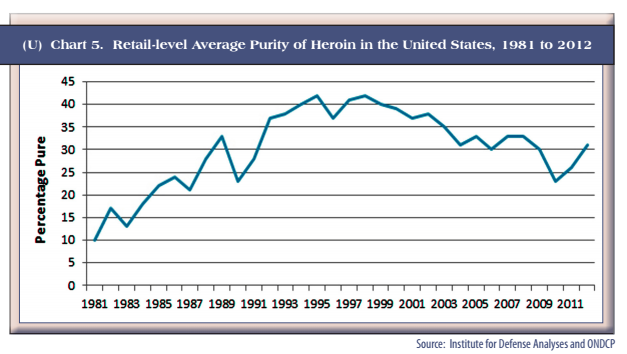 (U) Chart 5. Retail-level Average Purity of Heroin in the United States, 1981 to 2012
Percentage Pure
45
40
35
30
25
20
15
10
5
0
1981 1983 1985 1987 1989 1991 1993 1995 1997 1999 2001 2003 2005 2007 2009 2011
Source: Institute for Defense Analyses and ONDCP